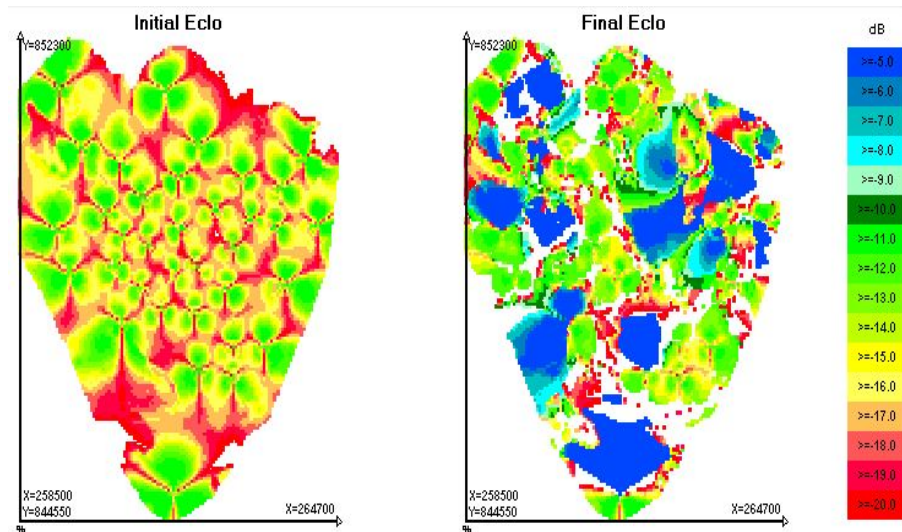 Initial Eclo
Y=852300
X=258500
Y=844550
X=264700
%
Final Eclo
Y=852300
X=258500
Y=844550
X=264700
%
dB
>=-5.0
>=-6.0
>=-7.0
>=-8.0
>=-9.0
>=-10.0
>=-11.0
>=-12.0
>=-13.0
>=-14.0
>=-15.0
>=-16.0
>=-17.0
>=-18.0
>=-19.0
>=-20.0